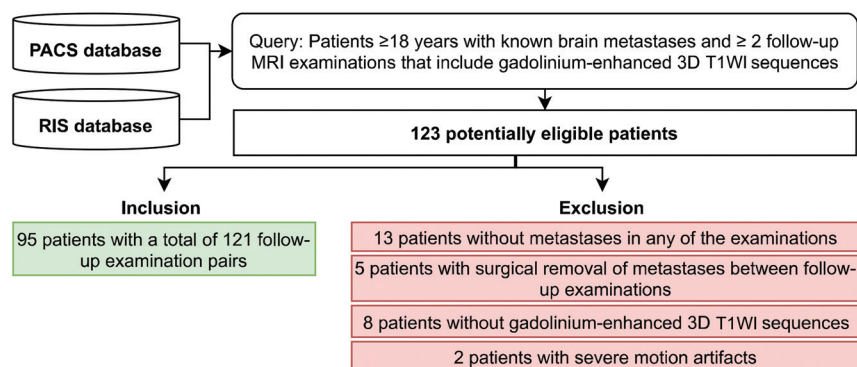 PACS database
Query: Patients ≥18 years with known brain metastases and ≥ 2 follow-up
MRI examinations that include gadolinium-enhanced 3D T1WI sequences
RIS database
123 potentially eligible patients
Inclusion
95 patients with a total of 121 follow-
up examination pairs
Exclusion
13 patients without metastases in any of the examinations
5 patients with surgical removal of metastases between follow-
up examinations
8 patients without gadolinium-enhanced 3D T1WI sequences
2 patients with severe motion artifacts